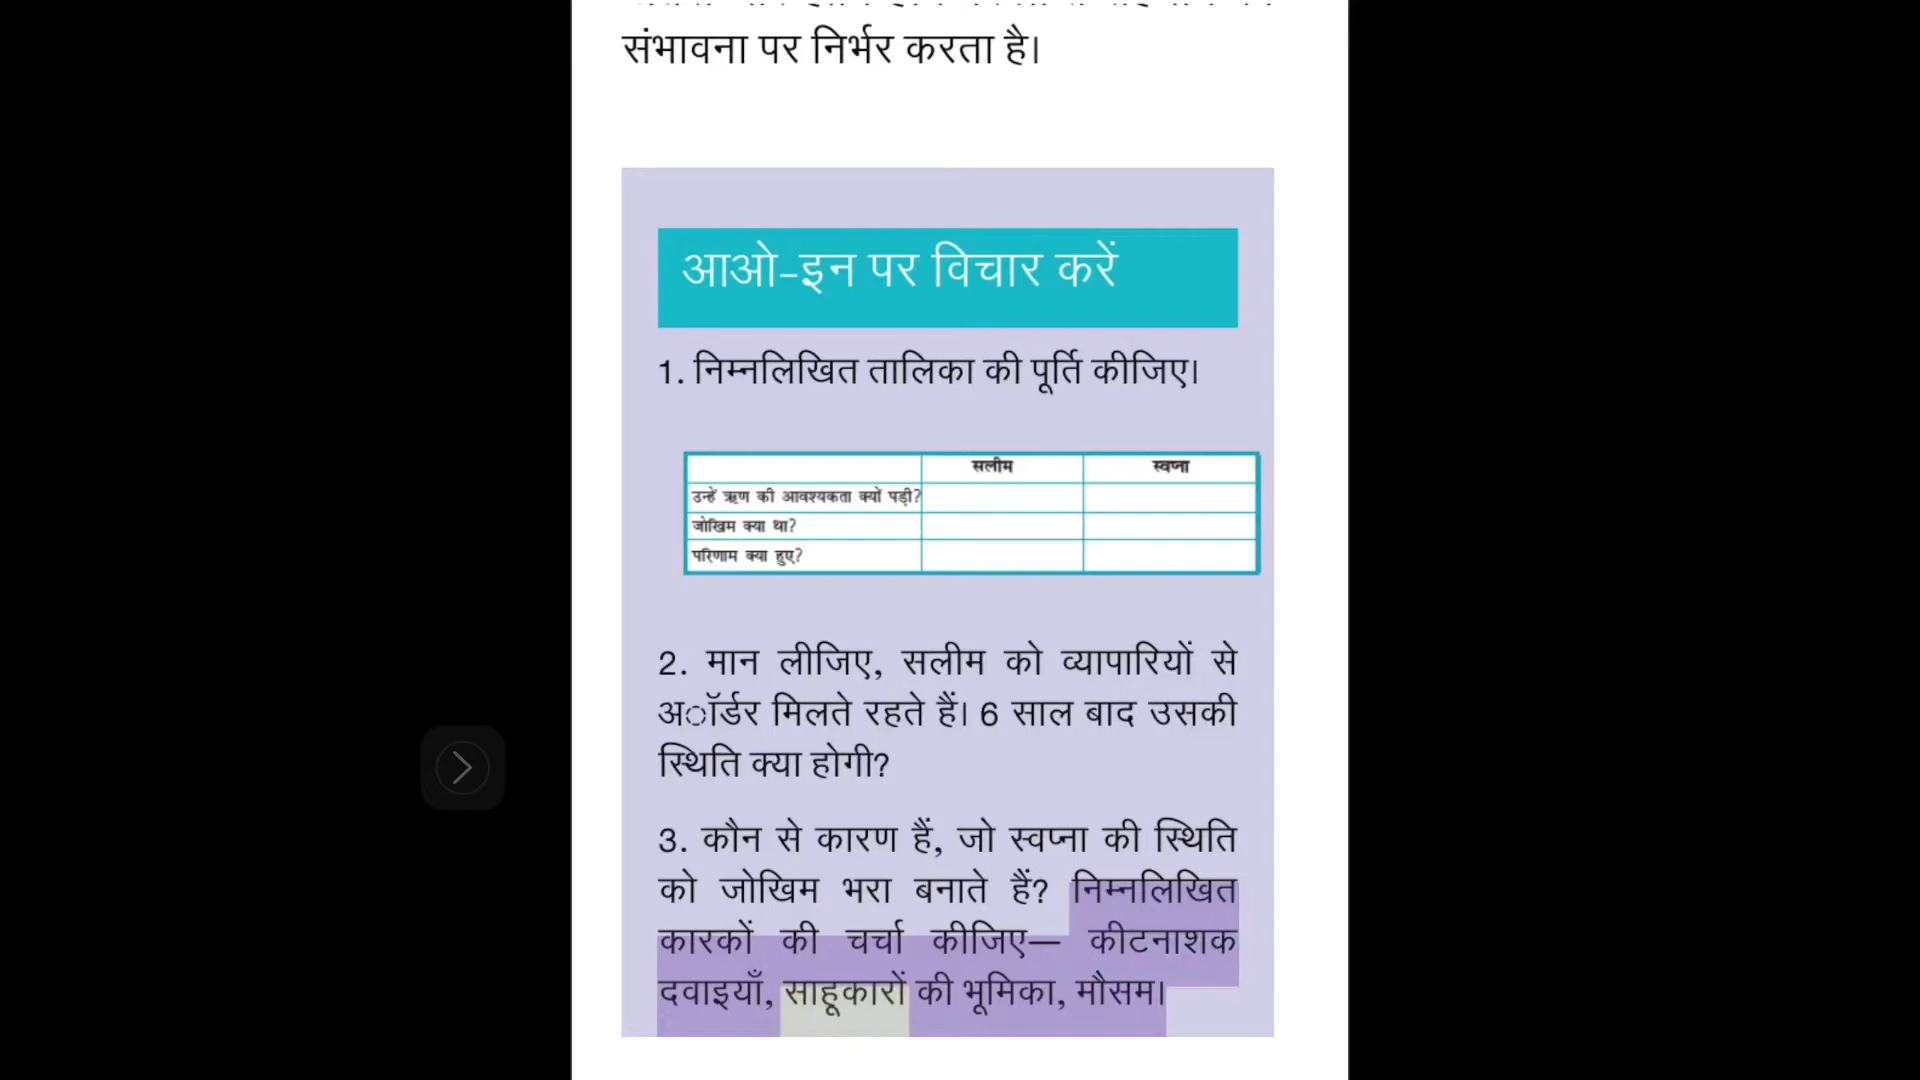 संभावना पर निर्भर करता है।
आओ-इन पर विचार करें
1. निम्नलिखित तालिका की पूर्ति कीजिए।
सलीम स्वप्ना
उन्हें ऋण की आवश्यकता क्यों पड़ी?
जोखिम क्या था?
परिणाम क्या हुए?
2. मान लीजिए, सलीम को व्यापारियों से
अॉर्डर मिलते रहते हैं। 6 साल बाद उसकी
स्थिति क्या होगी?
3. कौन से कारण हैं, जो स्वप्ना की स्थिति
को जोखिम भरा बनाते हैं? निम्नलिखित
कारकों की चर्चा कीजिए— कीटनाशक
दवाइयाँ, साहूकारों की भूमिका, मौसम।